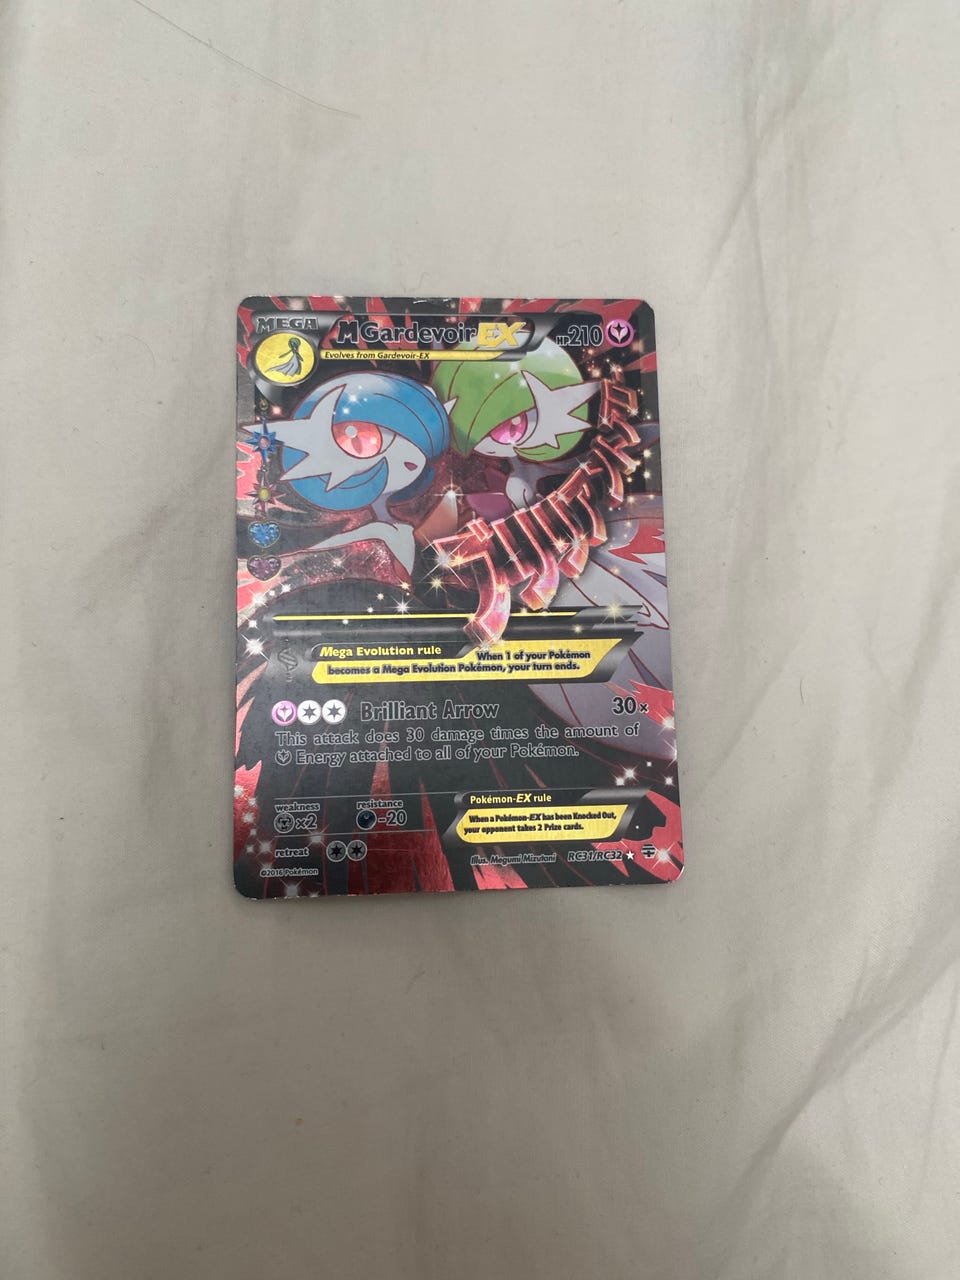 MEGA
M Gardevoir EX
HP 210
Evolves from Gardevoir-EX
ブリリアントアロー
Mega Evolution rule
When 1 of your Pokémon
becomes a Mega Evolution Pokémon, your turn ends.
Brilliant Arrow 30×
This attack does 30 damage times the amount of
Energy attached to all of your Pokémon.
weakness
×2
resistance
-20
retreat
Pokémon-EX rule
When a Pokémon-EX has been Knocked Out,
your opponent takes 2 Prize cards.
Illus. Megumi Mizutani RC31/RC32
©2016 Pokémon